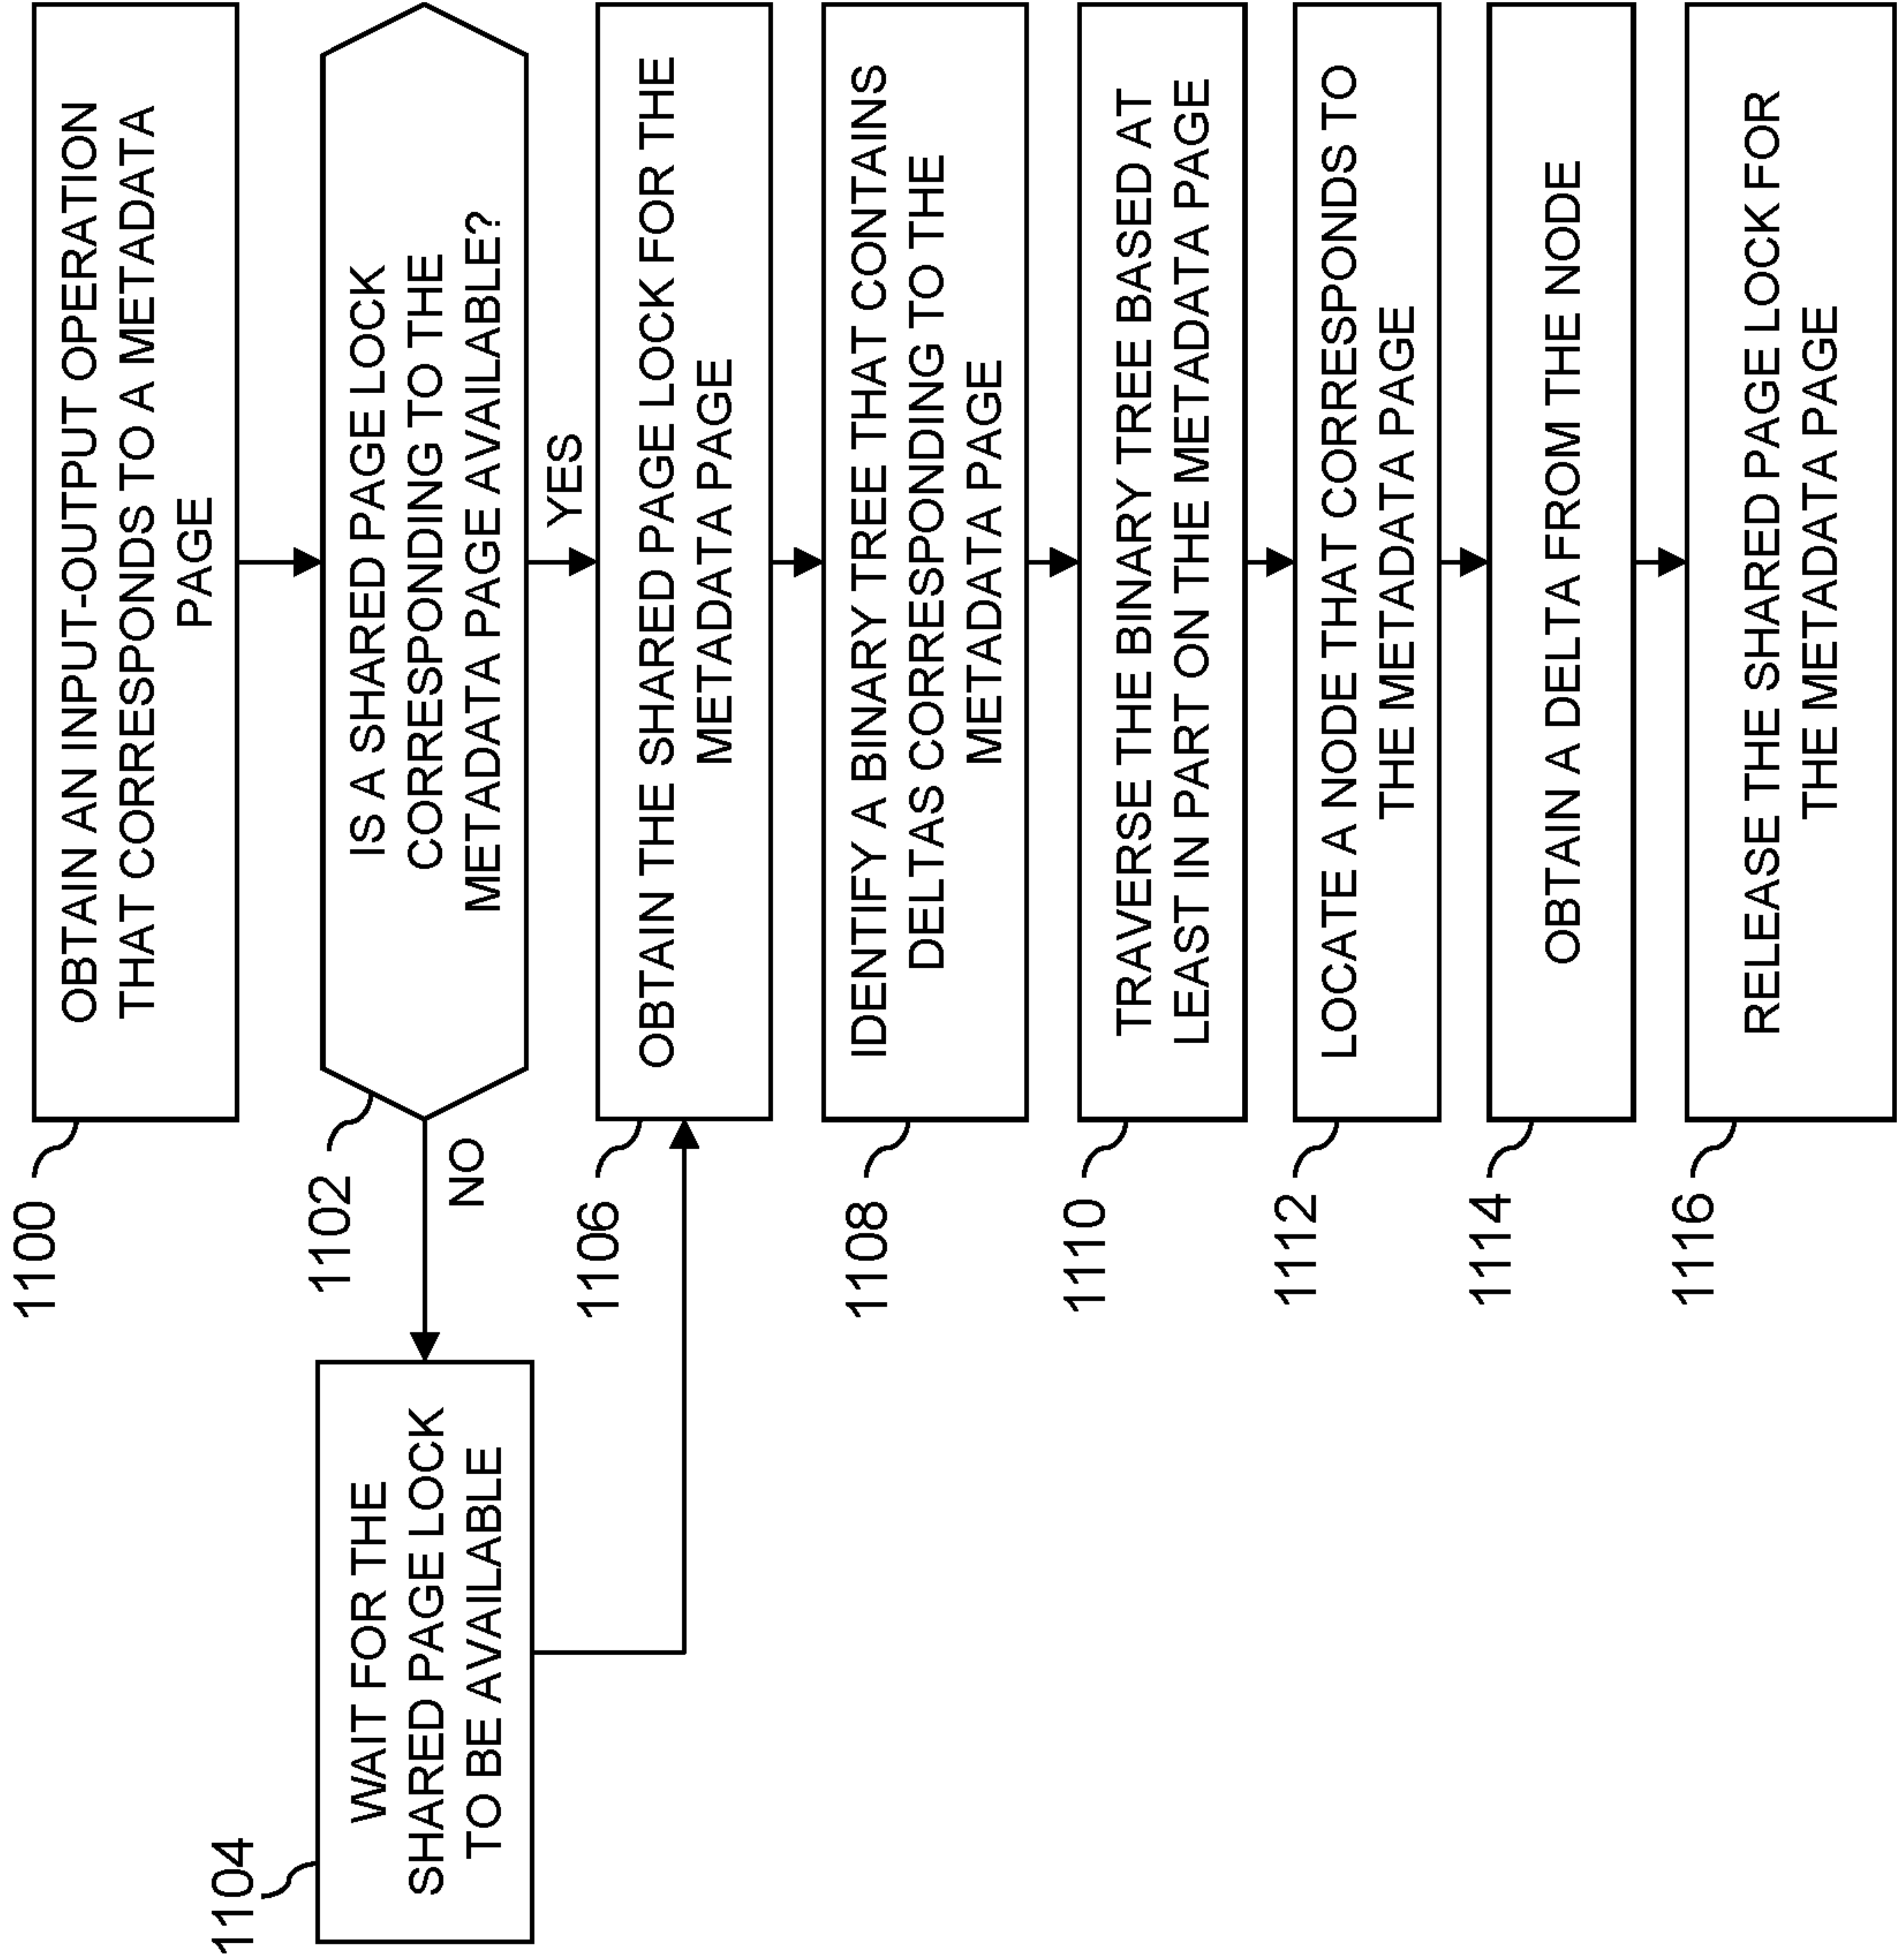 1100
OBTAIN AN INPUT-OUTPUT OPERATION
THAT CORRESPONDS TO A METADATA
PAGE
1102
IS A SHARED PAGE LOCK
CORRESPONDING TO THE
METADATA PAGE AVAILABLE?
NO
YES
1104
WAIT FOR THE
SHARED PAGE LOCK
TO BE AVAILABLE
1106
OBTAIN THE SHARED PAGE LOCK FOR THE
METADATA PAGE
1108
IDENTIFY A BINARY TREE THAT CONTAINS
DELTAS CORRESPONDING TO THE
METADATA PAGE
1110
TRAVERSE THE BINARY TREE BASED AT
LEAST IN PART ON THE METADATA PAGE
1112
LOCATE A NODE THAT CORRESPONDS TO
THE METADATA PAGE
1114
OBTAIN A DELTA FROM THE NODE
1116
RELEASE THE SHARED PAGE LOCK FOR
THE METADATA PAGE